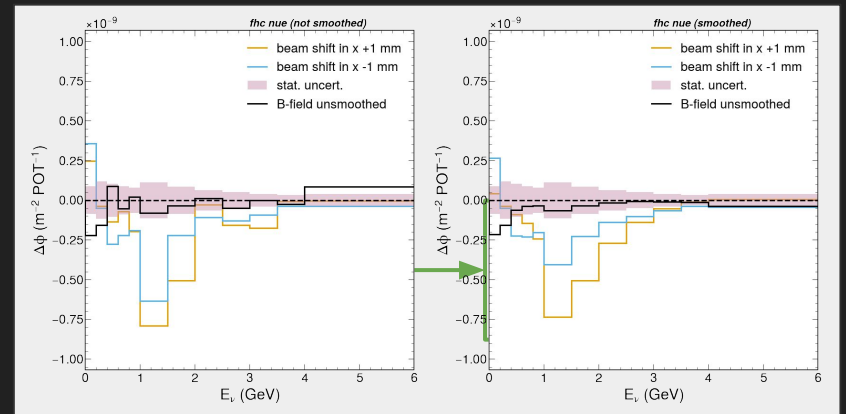 ×10⁻⁹
fhc nue (not smoothed)
beam shift in x +1 mm
beam shift in x -1 mm
stat. uncert.
B-field unsmoothed
Δϕ (m⁻² POT⁻¹)
1.00
0.75
0.50
0.25
0.00
−0.25
−0.50
−0.75
−1.00
0 1 2 3 4 5 6
Eν (GeV)
×10⁻⁹
fhc nue (smoothed)
beam shift in x +1 mm
beam shift in x -1 mm
stat. uncert.
B-field unsmoothed
Δϕ (m⁻² POT⁻¹)
1.00
0.75
0.50
0.25
0.00
−0.25
−0.50
−0.75
−1.00
0 1 2 3 4 5 6
Eν (GeV)